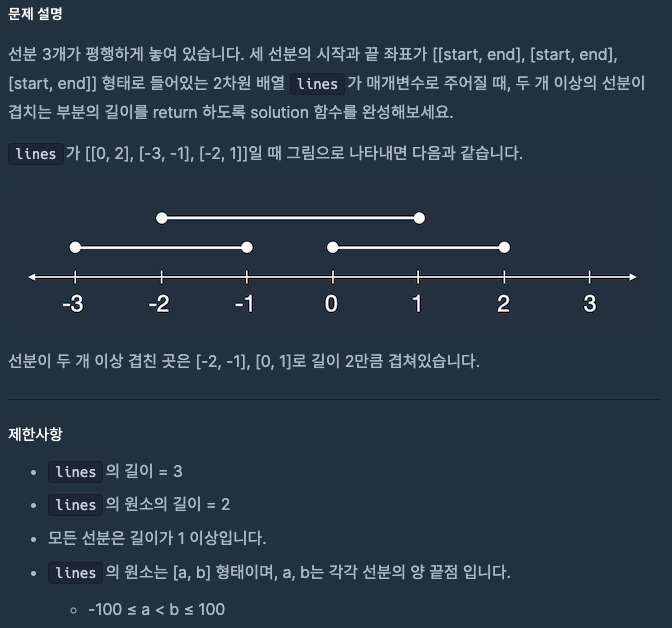 문제 설명
선분 3개가 평행하게 놓여 있습니다. 세 선분의 시작과 끝 좌표가 [[start, end], [start, end],
[start, end]] 형태로 들어있는 2차원 배열 lines 가 매개변수로 주어질 때, 두 개 이상의 선분이
겹치는 부분의 길이를 return 하도록 solution 함수를 완성해보세요.
lines 가 [[0, 2], [-3, -1], [-2, 1]]일 때 그림으로 나타내면 다음과 같습니다.
-3 -2 -1 0 1 2 3
선분이 두 개 이상 겹친 곳은 [-2, -1], [0, 1]로 길이 2만큼 겹쳐있습니다.
제한사항
• lines 의 길이 = 3
• lines 의 원소의 길이 = 2
• 모든 선분은 길이가 1 이상입니다.
• lines 의 원소는 [a, b] 형태이며, a, b는 각각 선분의 양 끝점 입니다.
◦ -100 ≤ a < b ≤ 100